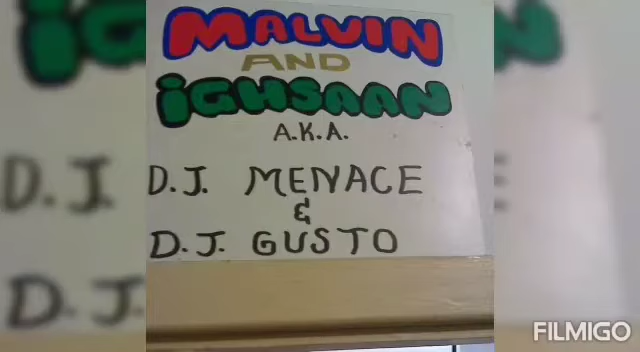 MALVIN
AND
iGHSAAN
A.K.A.
D.J. MENACE
&
D.J. GUSTO
FILMIGO